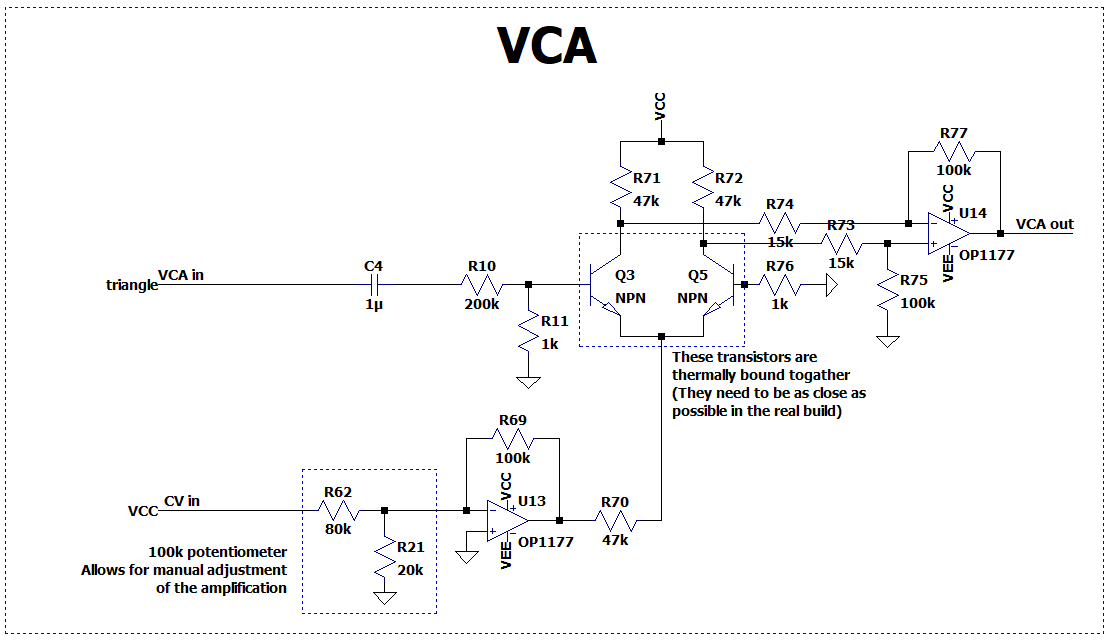 VCA
VCC
R71
47k
R72
47k
R74
15k
R73
15k
R77
100k
VCC
U14
OP1177
VEE
VCA out
R75
100k
triangle
VCA in
C4
1µ
R10
200k
R11
1k
Q3
NPN
Q5
NPN
R76
1k
These transistors are
thermally bound togather
(They need to be as close as
possible in the real build)
R69
100k
VCC
CV in
R62
80k
R21
20k
VCC
U13
OP1177
VEE
R70
47k
100k potentiometer
Allows for manual adjustment
of the amplification